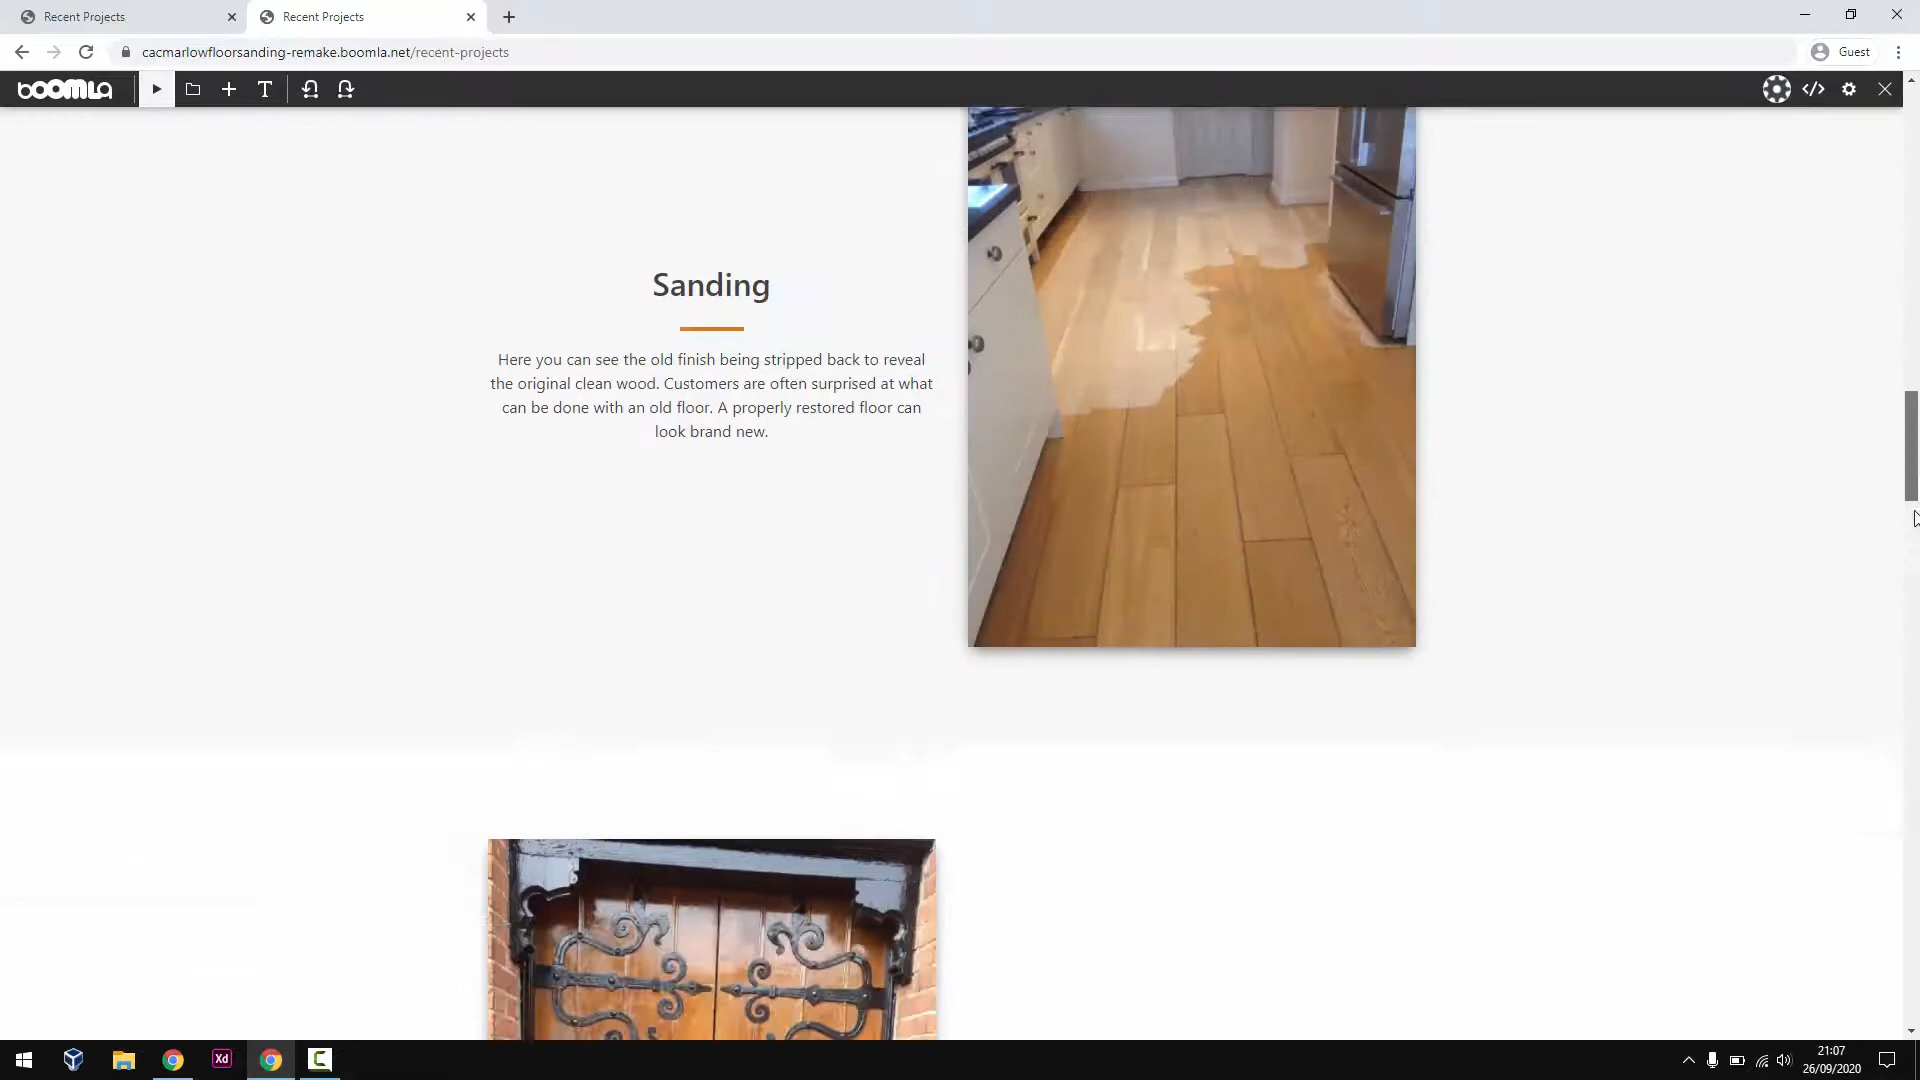 Recent Projects
Recent Projects
cacmarlowfloorsanding-remake.boomla.net/recent-projects
Guest
boomla
Sanding
Here you can see the old finish being stripped back to reveal
the original clean wood. Customers are often surprised at what
can be done with an old floor. A properly restored floor can
look brand new.
Xd
21:07
26/09/2020